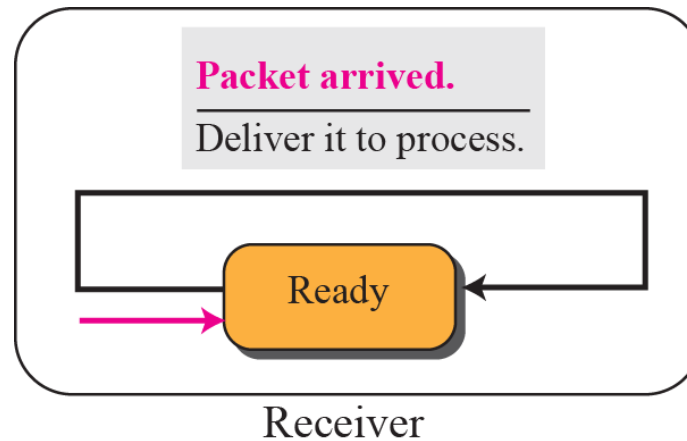 Packet arrived.
Deliver it to process.
Ready
Receiver